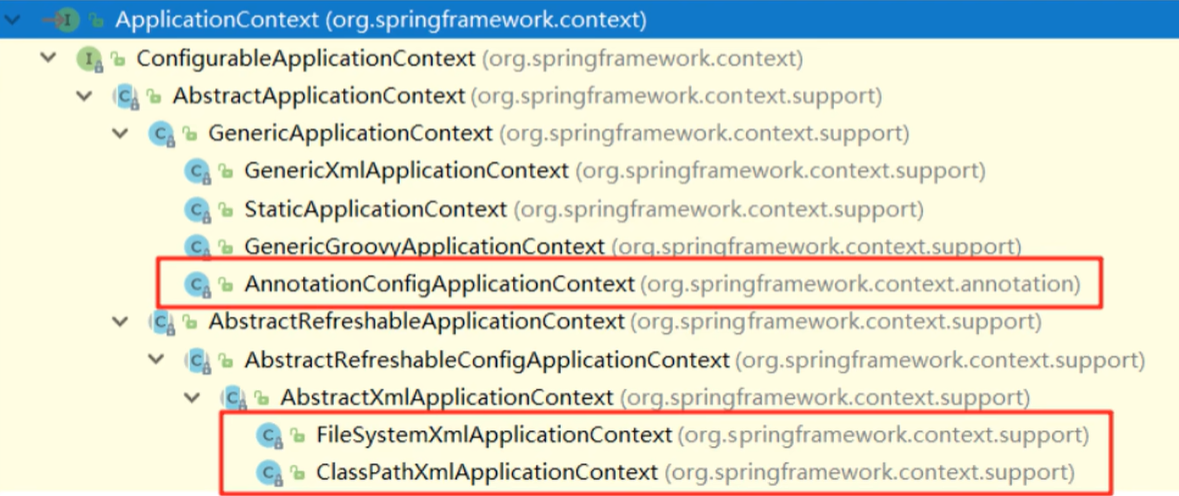 ApplicationContext (org.springframework.context)
ConfigurableApplicationContext (org.springframework.context)
AbstractApplicationContext (org.springframework.context.support)
GenericApplicationContext (org.springframework.context.support)
GenericXmlApplicationContext (org.springframework.context.support)
StaticApplicationContext (org.springframework.context.support)
GenericGroovyApplicationContext (org.springframework.context.support)
AnnotationConfigApplicationContext (org.springframework.context.annotation)
AbstractRefreshableApplicationContext (org.springframework.context.support)
AbstractRefreshableConfigApplicationContext (org.springframework.context.support)
AbstractXmlApplicationContext (org.springframework.context.support)
FileSystemXmlApplicationContext (org.springframework.context.support)
ClassPathXmlApplicationContext (org.springframework.context.support)